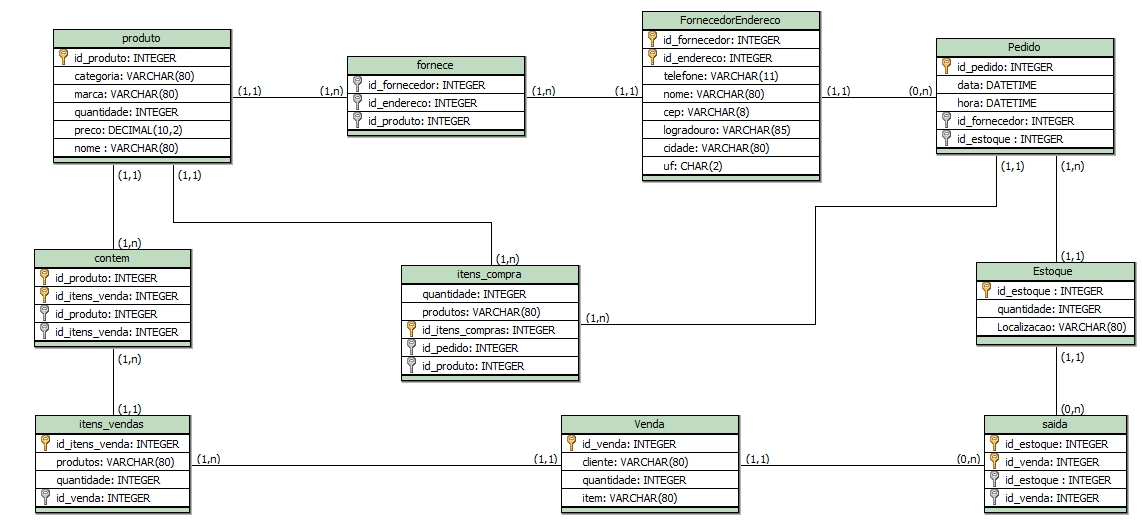 produto
id_produto: INTEGER
categoria: VARCHAR(80)
marca: VARCHAR(80)
quantidade: INTEGER
preco: DECIMAL(10,2)
nome : VARCHAR(80)
(1,1)
(1,n)
fornece
id_fornecedor: INTEGER
id_endereco: INTEGER
id_produto: INTEGER
(1,n)
(1,1)
FornecedorEndereco
id_fornecedor: INTEGER
id_endereco: INTEGER
telefone: VARCHAR(11)
nome: VARCHAR(80)
cep: VARCHAR(8)
logradouro: VARCHAR(85)
cidade: VARCHAR(80)
uf: CHAR(2)
(1,1)
(0,n)
Pedido
id_pedido: INTEGER
data: DATETIME
hora: DATETIME
id_fornecedor: INTEGER
id_estoque : INTEGER
(1,1)
(1,1)
(1,1)
(1,n)
(1,n)
contem
id_produto: INTEGER
id_itens_venda: INTEGER
id_produto: INTEGER
id_itens_venda: INTEGER
(1,n)
(1,1)
(1,n)
itens_compra
quantidade: INTEGER
produtos: VARCHAR(80)
id_itens_compras: INTEGER
id_pedido: INTEGER
id_produto: INTEGER
(1,n)
(1,1)
Estoque
id_estoque : INTEGER
quantidade: INTEGER
Localizacao: VARCHAR(80)
(1,1)
(0,n)
itens_vendas
id_itens_venda: INTEGER
produtos: VARCHAR(80)
quantidade: INTEGER
id_venda: INTEGER
(1,n)
(1,1)
Venda
id_venda: INTEGER
cliente: VARCHAR(80)
quantidade: INTEGER
item: VARCHAR(80)
(1,1)
(0,n)
saida
id_estoque: INTEGER
id_venda: INTEGER
id_estoque : INTEGER
id_venda: INTEGER